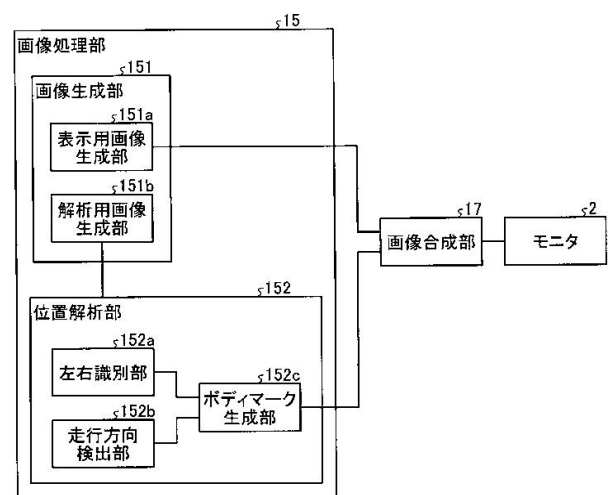 15
画像処理部
151
画像生成部
151a
表示用画像
生成部
151b
解析用画像
生成部
17
画像合成部
2
モニタ
152
位置解析部
152a
左右識別部
152c
ボディマーク
生成部
152b
走行方向
検出部